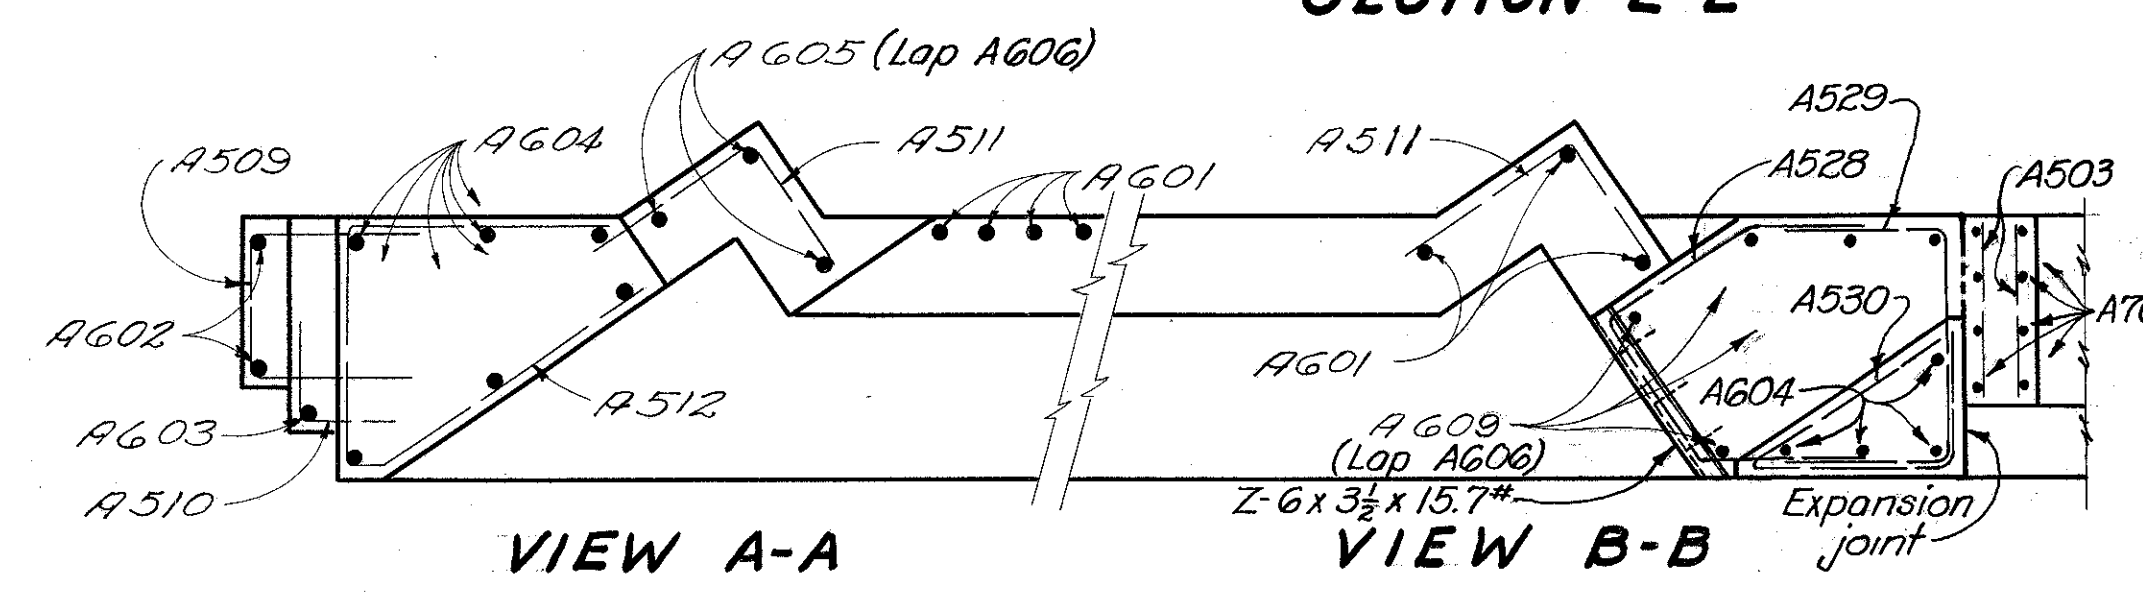 SECTION E-E
A605 (Lap A606)
A529
A509
A604
A511
A511
A528
A503
A601
A530
A70
A602
A601
A604
A512
A603
A609
(Lap A606)
A510
Z-6 x 3½ x 15.7#
Expansion
joint
VIEW A-A
VIEW B-B